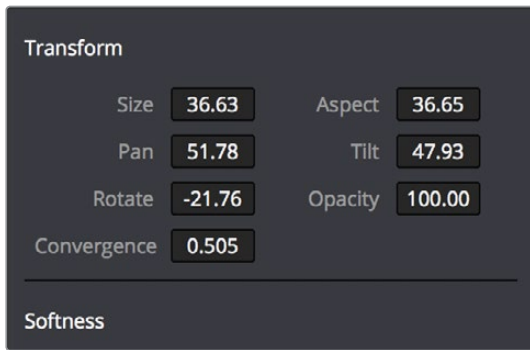 Transform
Size 36.63 Aspect 36.65
Pan 51.78 Tilt 47.93
Rotate -21.76 Opacity 100.00
Convergence 0.505
Softness